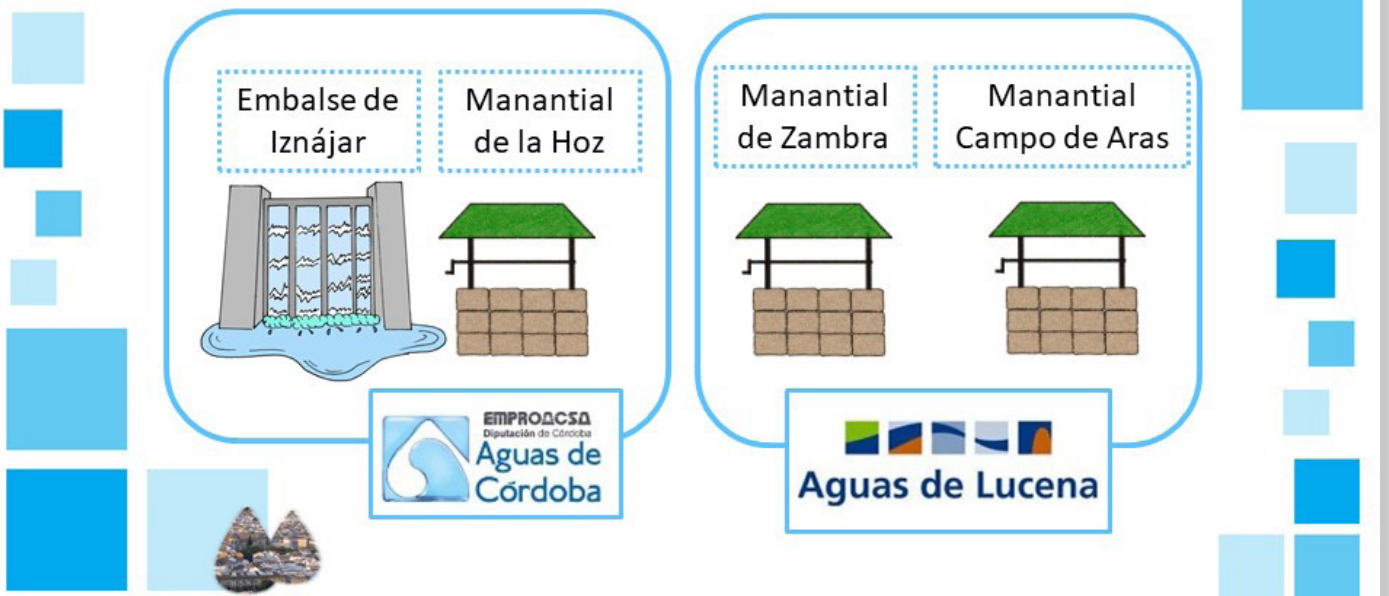 Embalse de
Iznájar
Manantial
de la Hoz
Manantial
de Zambra
Manantial
Campo de Aras
EMPROACSA
Diputación de Córdoba
Aguas de
Córdoba
Aguas de Lucena